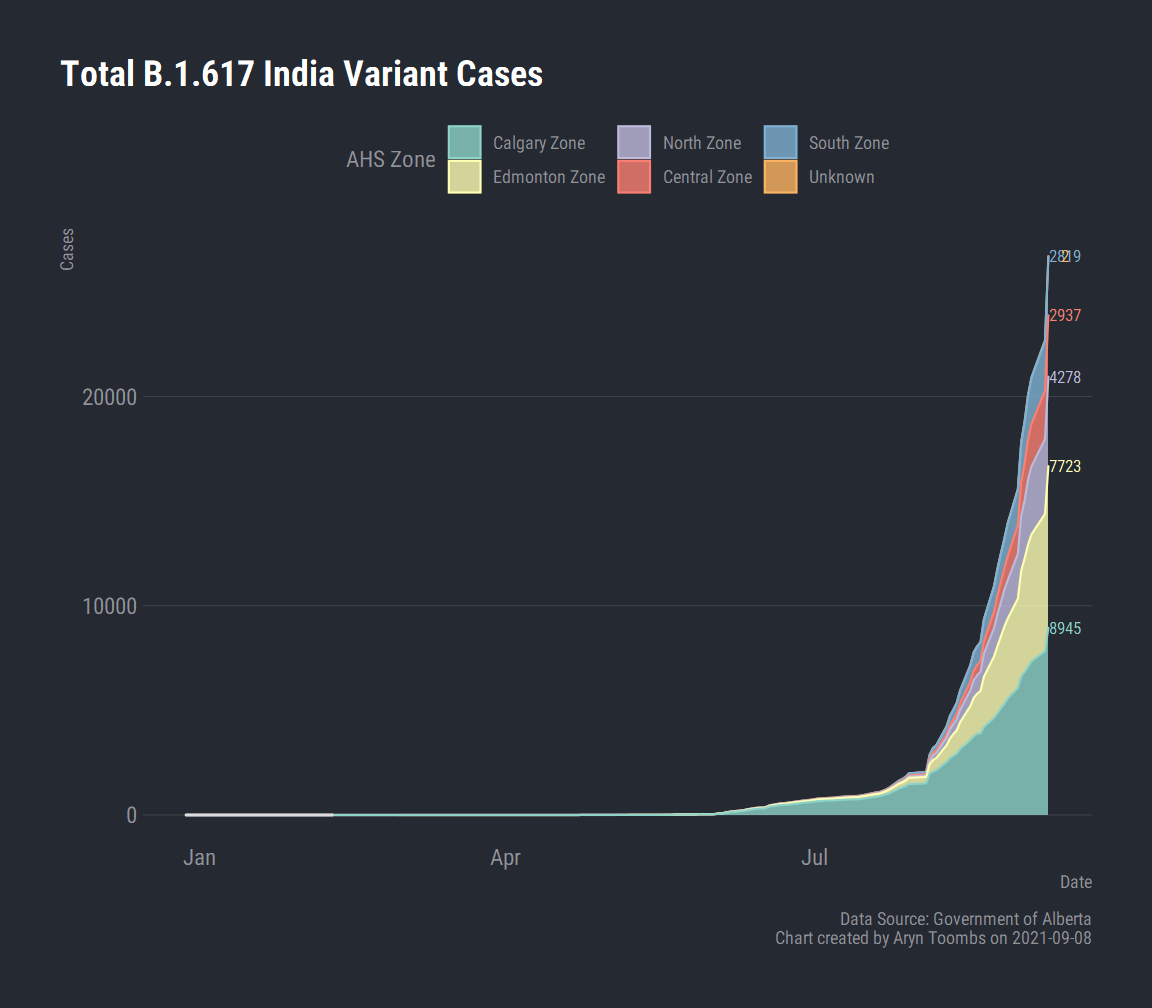 Total B.1.617 India Variant Cases
AHS Zone
Calgary Zone North Zone South Zone
Edmonton Zone Central Zone Unknown
Cases
2819
2
2937
4278
7723
8945
20000
10000
0
Jan Apr Jul
Date
Data Source: Government of Alberta
Chart created by Aryn Toombs on 2021-09-08